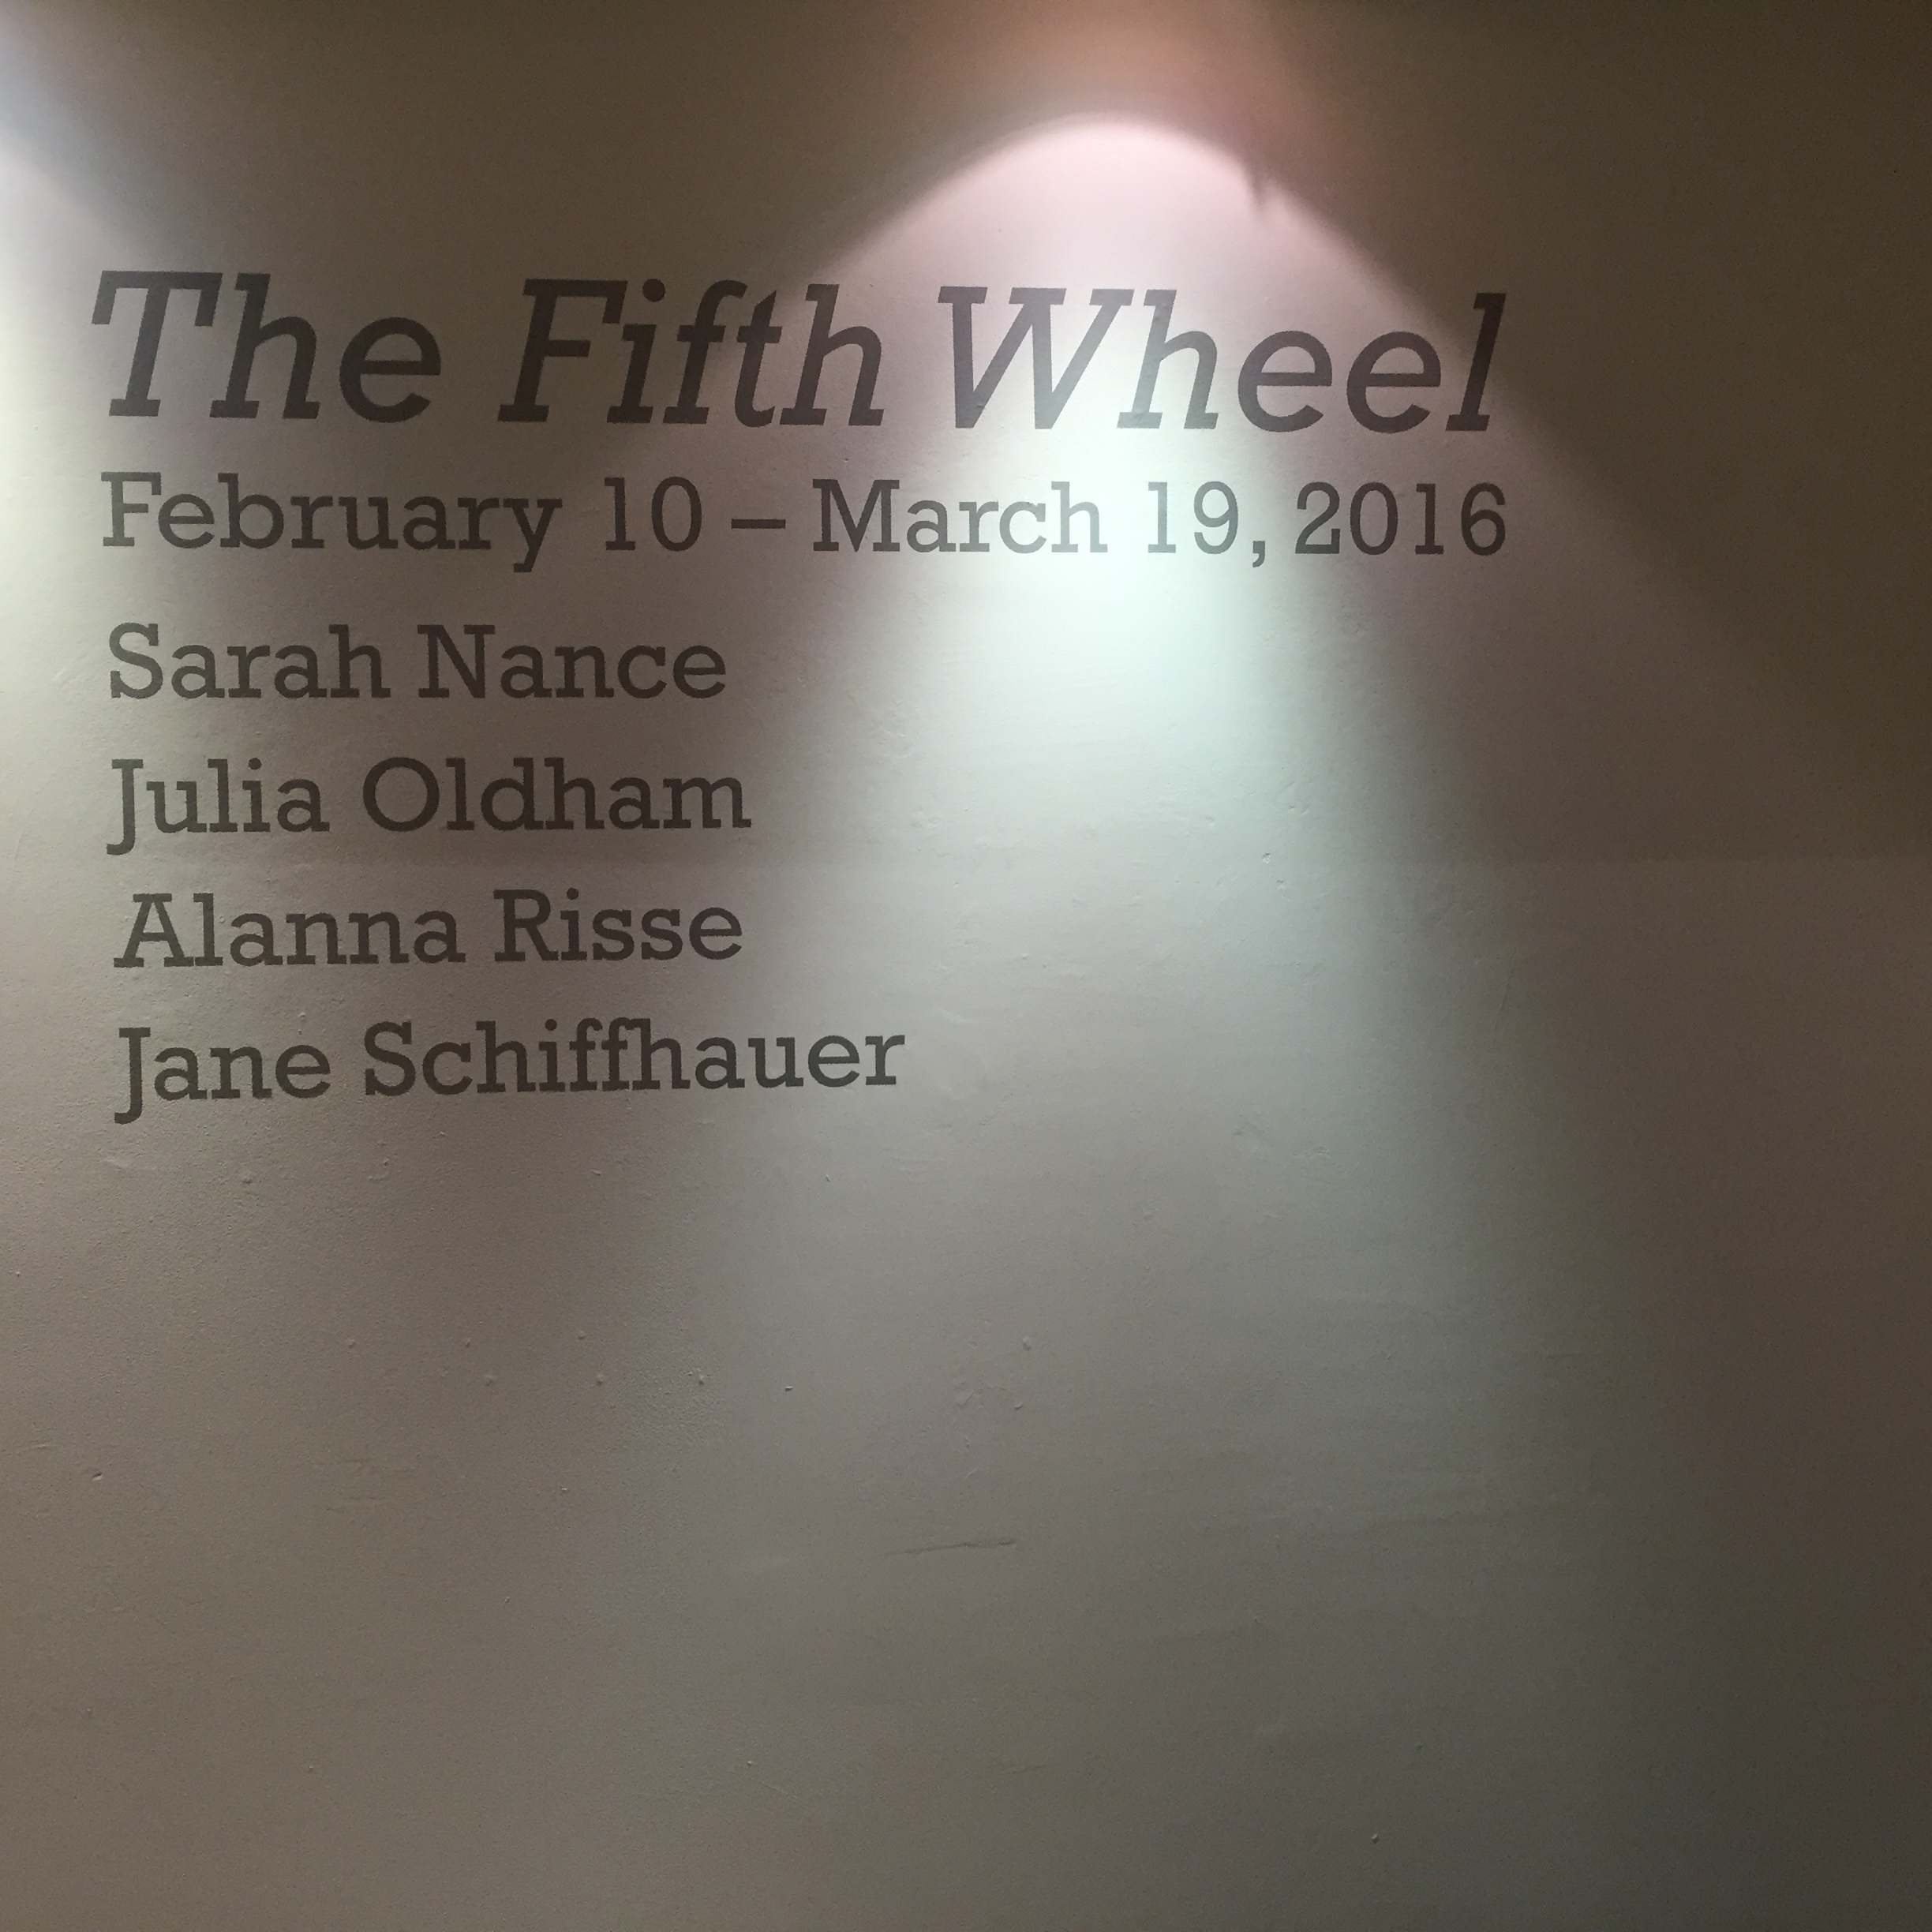 The Fifth Wheel
February 10 – March 19, 2016
Sarah Nance
Julia Oldham
Alanna Risse
Jane Schiffhauer